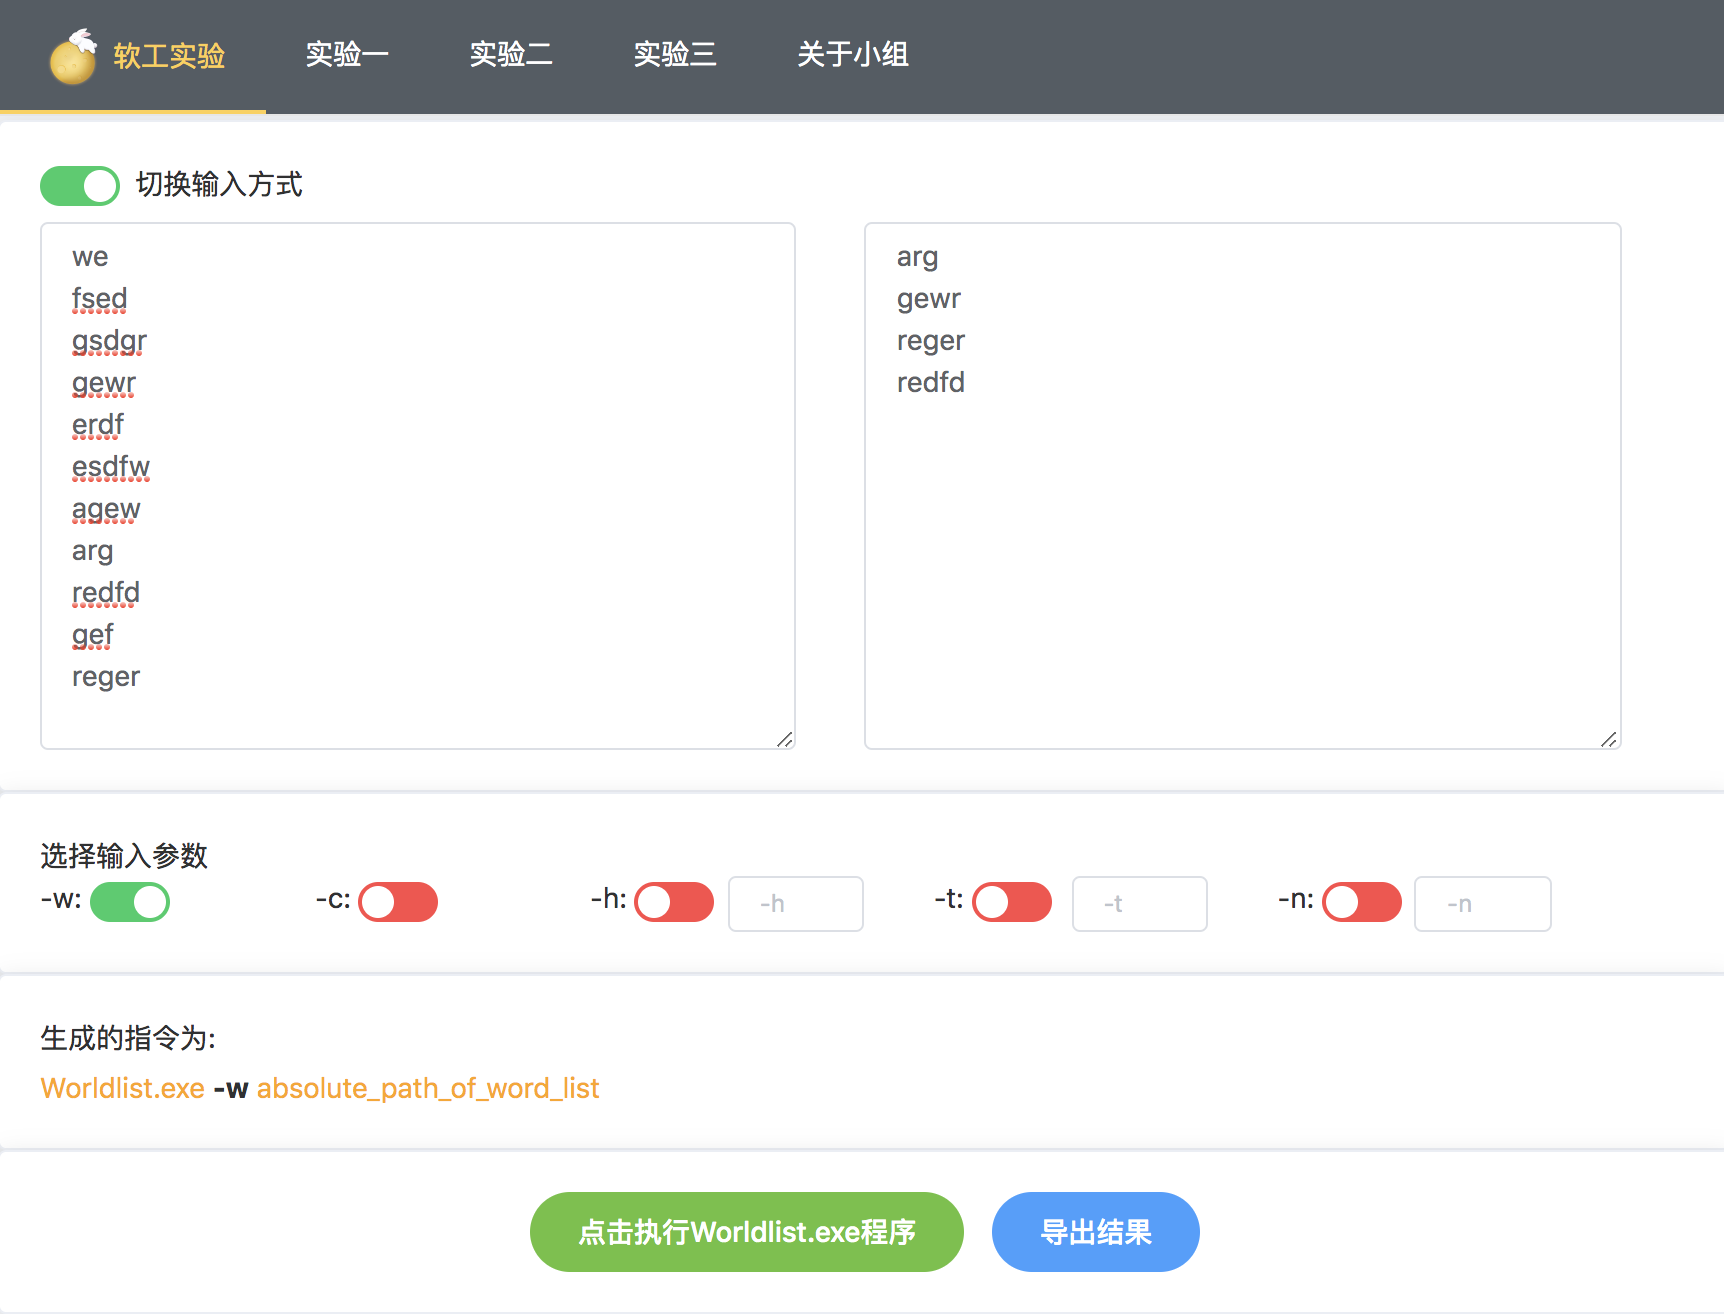 软工实验 实验一 实验二 实验三 关于小组
切换输入方式
we
fsed
gsdgr
gewr
erdf
esdfw
agew
arg
redfd
gef
reger
arg
gewr
reger
redfd
选择输入参数
-w: -c: -h: -h -t: -t -n: -n
生成的指令为:
Worldlist.exe -w absolute_path_of_word_list
点击执行Worldlist.exe程序 导出结果